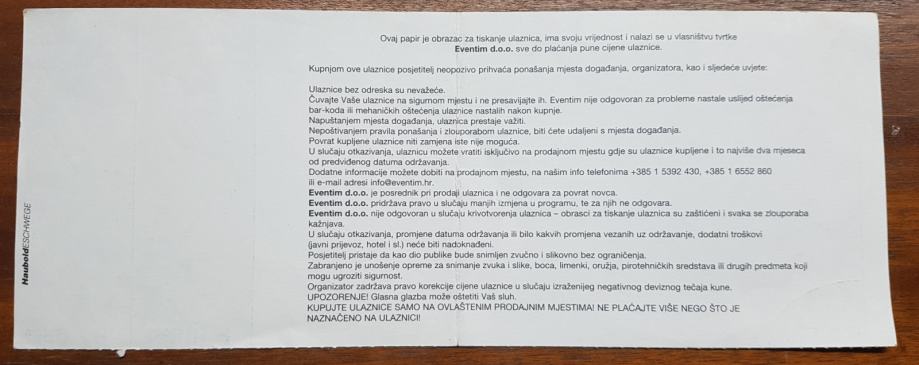 Ovaj papir je obrazac za tiskanje ulaznica, ima svoju vrijednost i nalazi se u vlasništvu tvrtke
Eventim d.o.o. sve do plaćanja pune cijene ulaznice.
Kupnjom ove ulaznice posjetitelj neopozivo prihvaća ponašanja mjesta događanja, organizatora, kao i sljedeće uvjete:
Ulaznice bez odreska su nevažeće.
Čuvajte Vaše ulaznice na sigurnom mjestu i ne presavijajte ih. Eventim nije odgovoran za probleme nastale uslijed oštećenja
bar-koda ili mehaničkih oštećenja ulaznica nastalih nakon kupnje.
Napuštanjem mjesta događanja, ulaznica prestaje važiti.
Nepoštivanjem pravila ponašanja i zlouporabom ulaznice, biti ćete udaljeni s mjesta događanja.
Povrat kupljene ulaznice niti zamjena iste nije moguća.
U slučaju otkazivanja, ulaznicu možete vratiti isključivo na prodajnom mjestu gdje su ulaznice kupljene i to najviše dva mjeseca
od predviđenog datuma održavanja.
Dodatne informacije možete dobiti na prodajnom mjestu, na našim info telefonima +385 1 5392 430, +385 1 6552 860
ili e-mail adresi info@eventim.hr.
Eventim d.o.o. je posrednik pri prodaji ulaznica i ne odgovara za povrat novca.
Eventim d.o.o. pridržava pravo u slučaju manjih izmjena u programu, te za njih ne odgovara.
Eventim d.o.o. nije odgovoran u slučaju krivotvorenja ulaznica – obrasci za tiskanje ulaznica su zaštićeni i svaka se zlouporaba
kažnjava.
U slučaju otkazivanja, promjene datuma održavanja ili bilo kakvih promjena vezanih uz održavanje, dodatni troškovi
(javni prijevoz, hotel i sl.) neće biti nadoknađeni.
Posjetitelj pristaje da kao dio publike bude snimljen zvučno i slikovno bez ograničenja.
Zabranjeno je unošenje opreme za snimanje zvuka i slike, boca, limenki, oružja, pirotehničkih sredstava ili drugih predmeta koji
mogu ugroziti sigurnost.
Organizator zadržava pravo korekcije cijene ulaznice u slučaju izraženijeg negativnog deviznog tečaja kune.
UPOZORENJE! Glasna glazba može oštetiti Vaš sluh.
KUPUJTE ULAZNICE SAMO NA OVLAŠTENIM PRODAJNIM MJESTIMA! NE PLAĆAJTE VIŠE NEGO ŠTO JE
NAZNAČENO NA ULAZNICI!
HauboldESCHWEGE